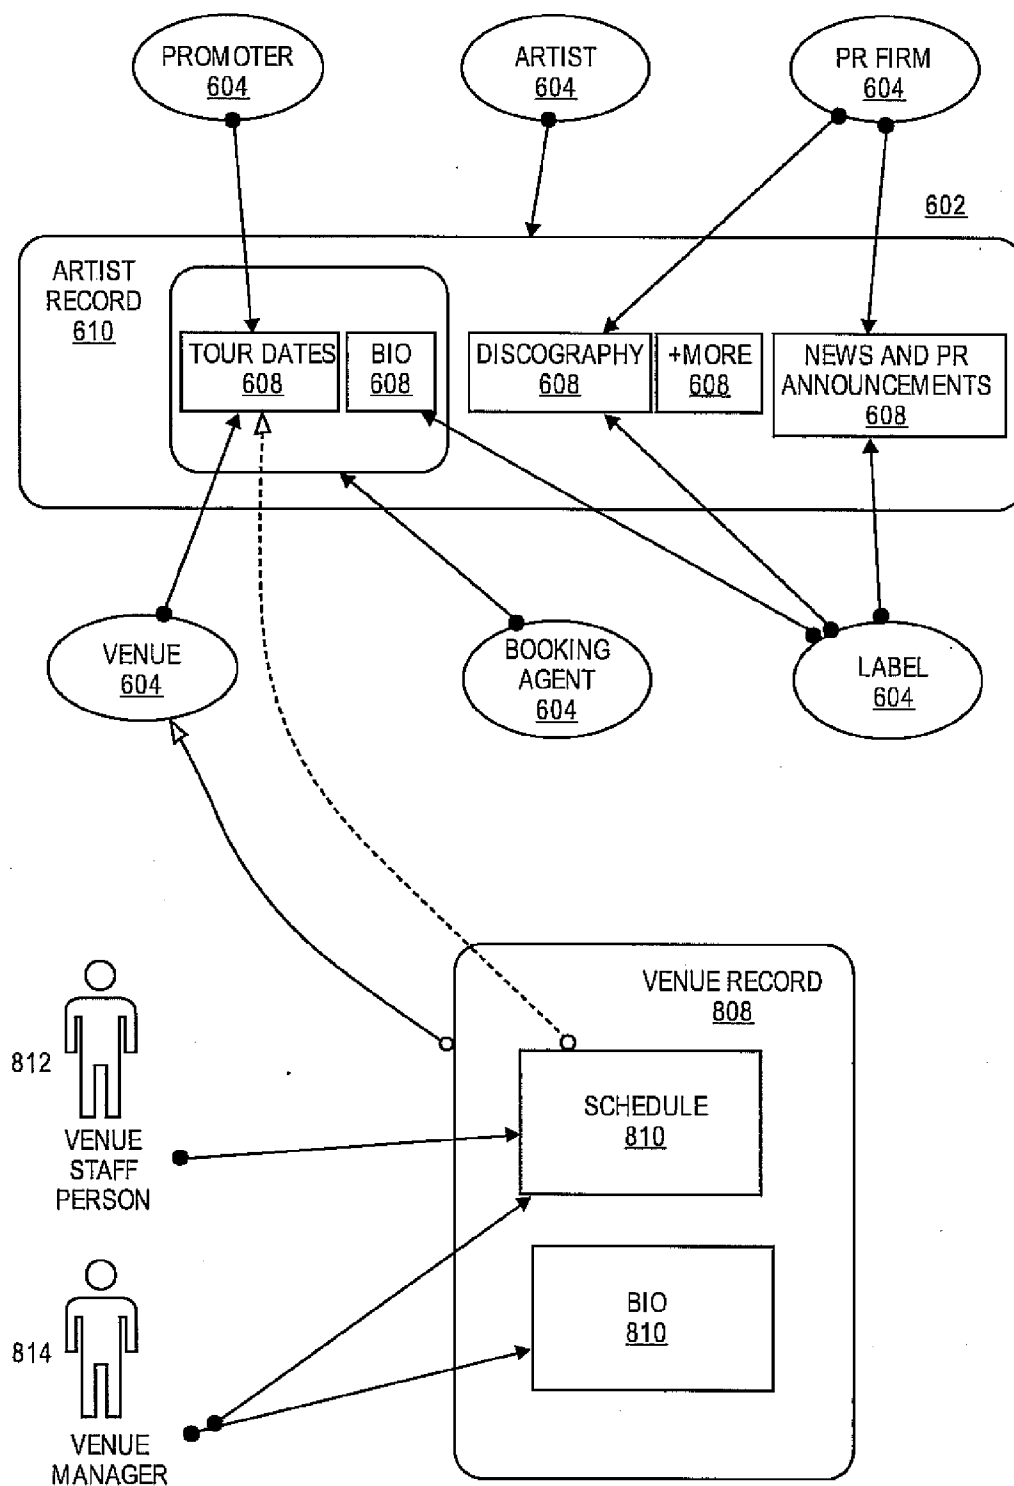 PROMOTER
604
ARTIST
604
PR FIRM
604
602
ARTIST
RECORD
610
TOUR DATES
608
BIO
608
DISCOGRAPHY
608
+MORE
608
NEWS AND PR
ANNOUNCEMENTS
608
VENUE
604
BOOKING
AGENT
604
LABEL
604
VENUE RECORD
808
812
VENUE
STAFF
PERSON
SCHEDULE
810
814
VENUE
MANAGER
BIO
810